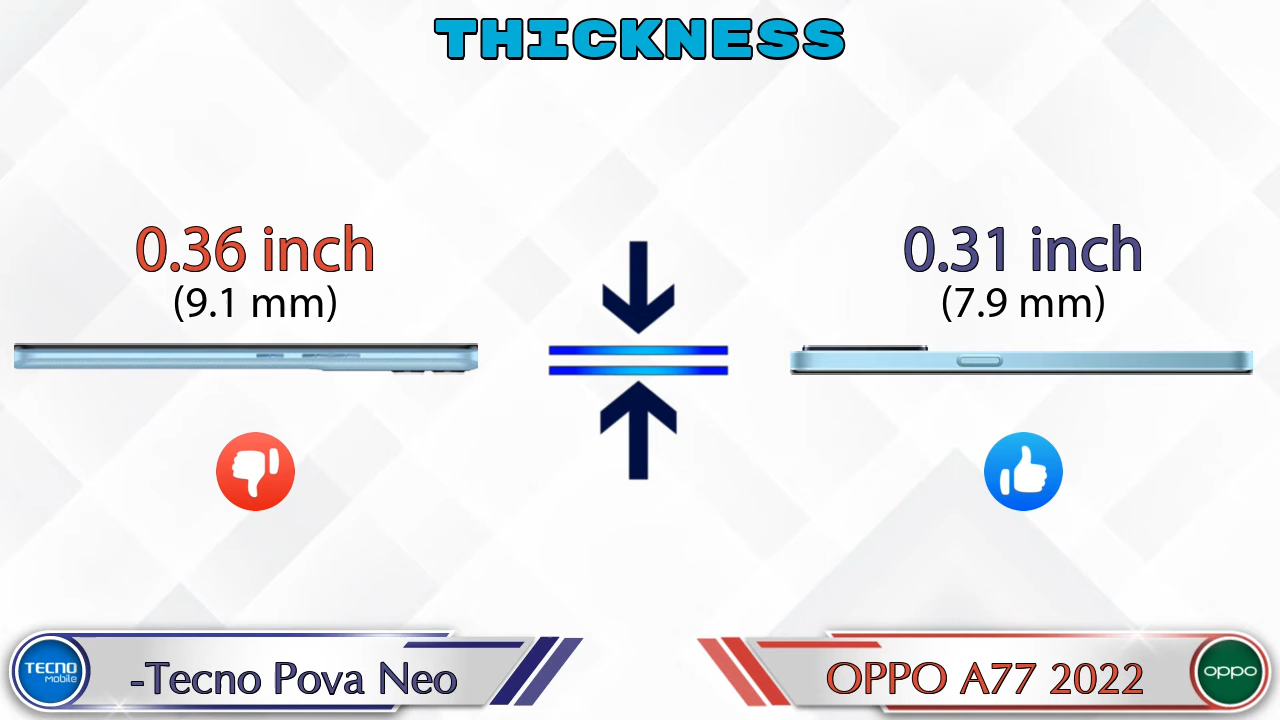 THICKNESS
0.36 inch
(9.1 mm)
0.31 inch
(7.9 mm)
TECNO
mobile
-Tecno Pova Neo
OPPO A77 2022
oppo